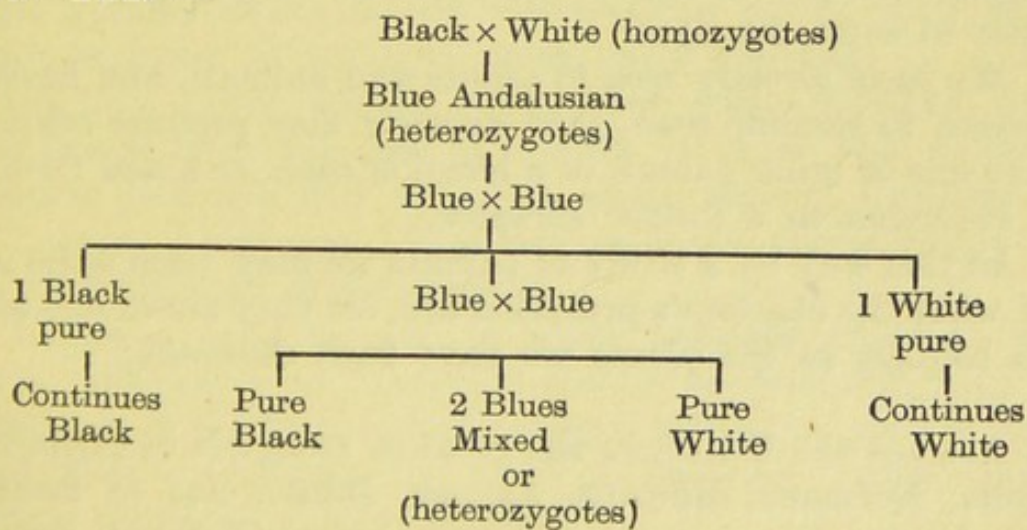 Black × White (homozygotes)
Blue Andalusian
(heterozygotes)
Blue × Blue
1 Black
pure
Blue × Blue
1 White
pure
Continues
Black
Pure
Black
2 Blues
Mixed
or
(heterozygotes)
Pure
White
Continues
White